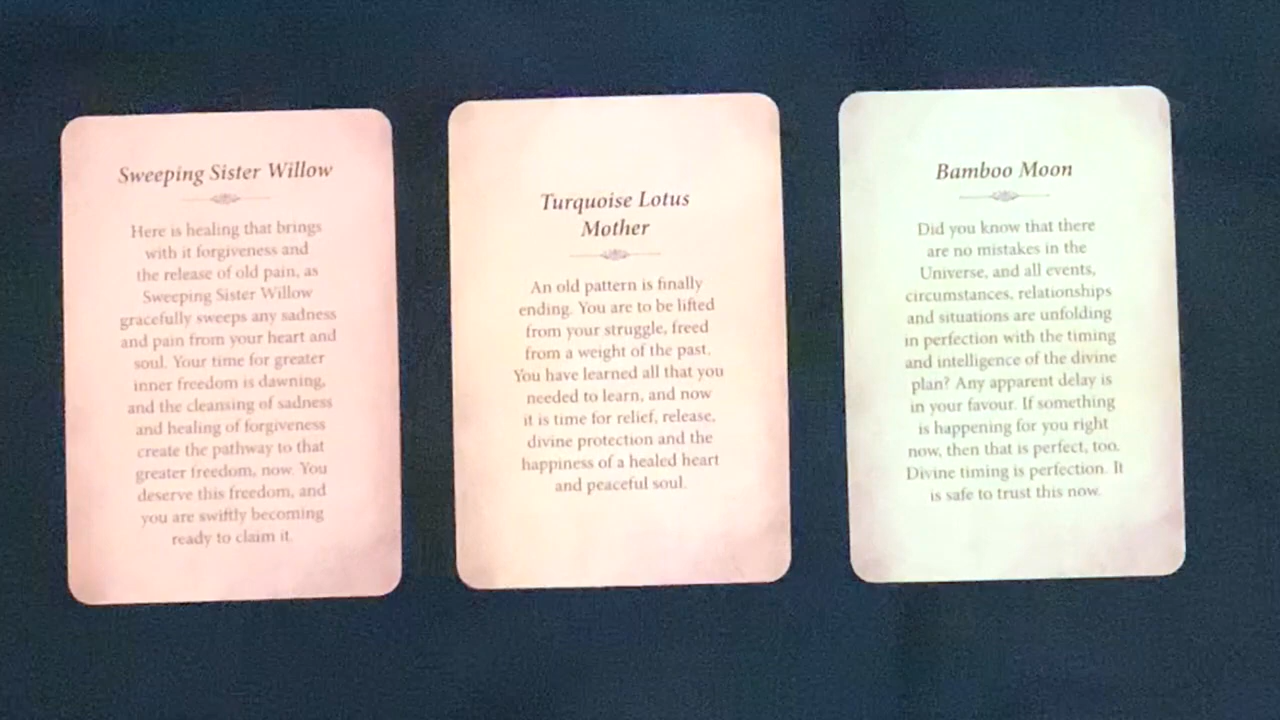 Sweeping Sister Willow
Here is healing that brings
with it forgiveness and
the release of old pain, as
Sweeping Sister Willow
gracefully sweeps any sadness
and pain from your heart and
soul. Your time for greater
inner freedom is dawning,
and the cleansing of sadness
and healing of forgiveness
create the pathway to that
greater freedom, now. You
deserve this freedom, and
you are swiftly becoming
ready to claim it.
Turquoise Lotus
Mother
An old pattern is finally
ending. You are to be lifted
from your struggle, freed
from a weight of the past.
You have learned all that you
needed to learn, and now
it is time for relief, release,
divine protection and the
happiness of a healed heart
and peaceful soul.
Bamboo Moon
Did you know that there
are no mistakes in the
Universe, and all events,
circumstances, relationships
and situations are unfolding
in perfection with the timing
and intelligence of the divine
plan? Any apparent delay is
in your favour. If something
is happening for you right
now, then that is perfect, too.
Divine timing is perfection. It
is safe to trust this now.